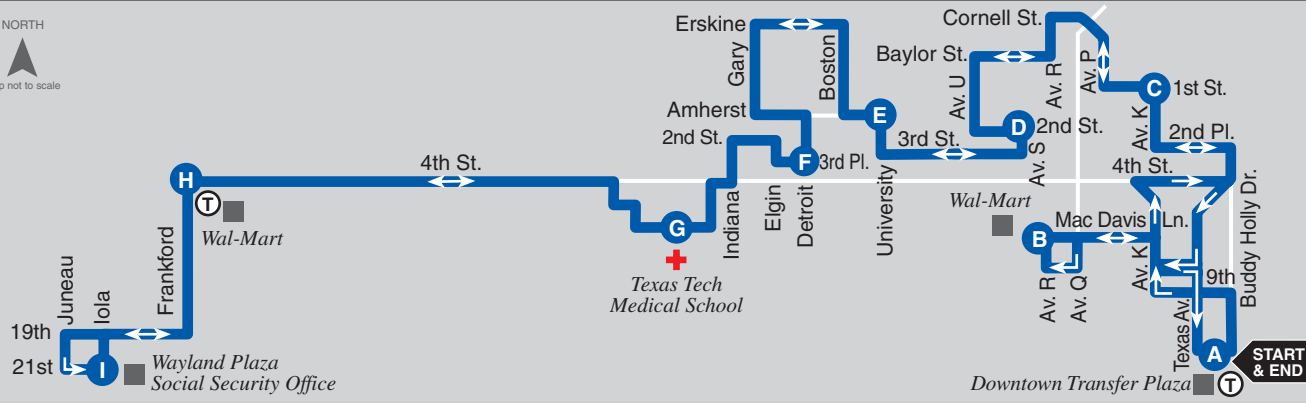 NORTH
p not to scale
Erskine
Gary
Boston
Amherst
2nd St.
F
3rd Pl.
E
Cornell St.
Baylor St.
Av. U
Av. R
Av. P
C
1st St.
D
2nd St.
3rd St.
Av. S
Av. K
2nd Pl.
4th St.
H
T
Wal-Mart
4th St.
G
Texas Tech
Medical School
Indiana
Elgin
Detroit
University
Wal-Mart
B
Mac Davis Ln.
Av. R
Av. Q
Av. K
9th
Buddy Holly Dr.
Texas Av.
A
START
& END
Downtown Transfer Plaza
T
Frankford
Juneau
Iola
19th
21st
I
Wayland Plaza
Social Security Office